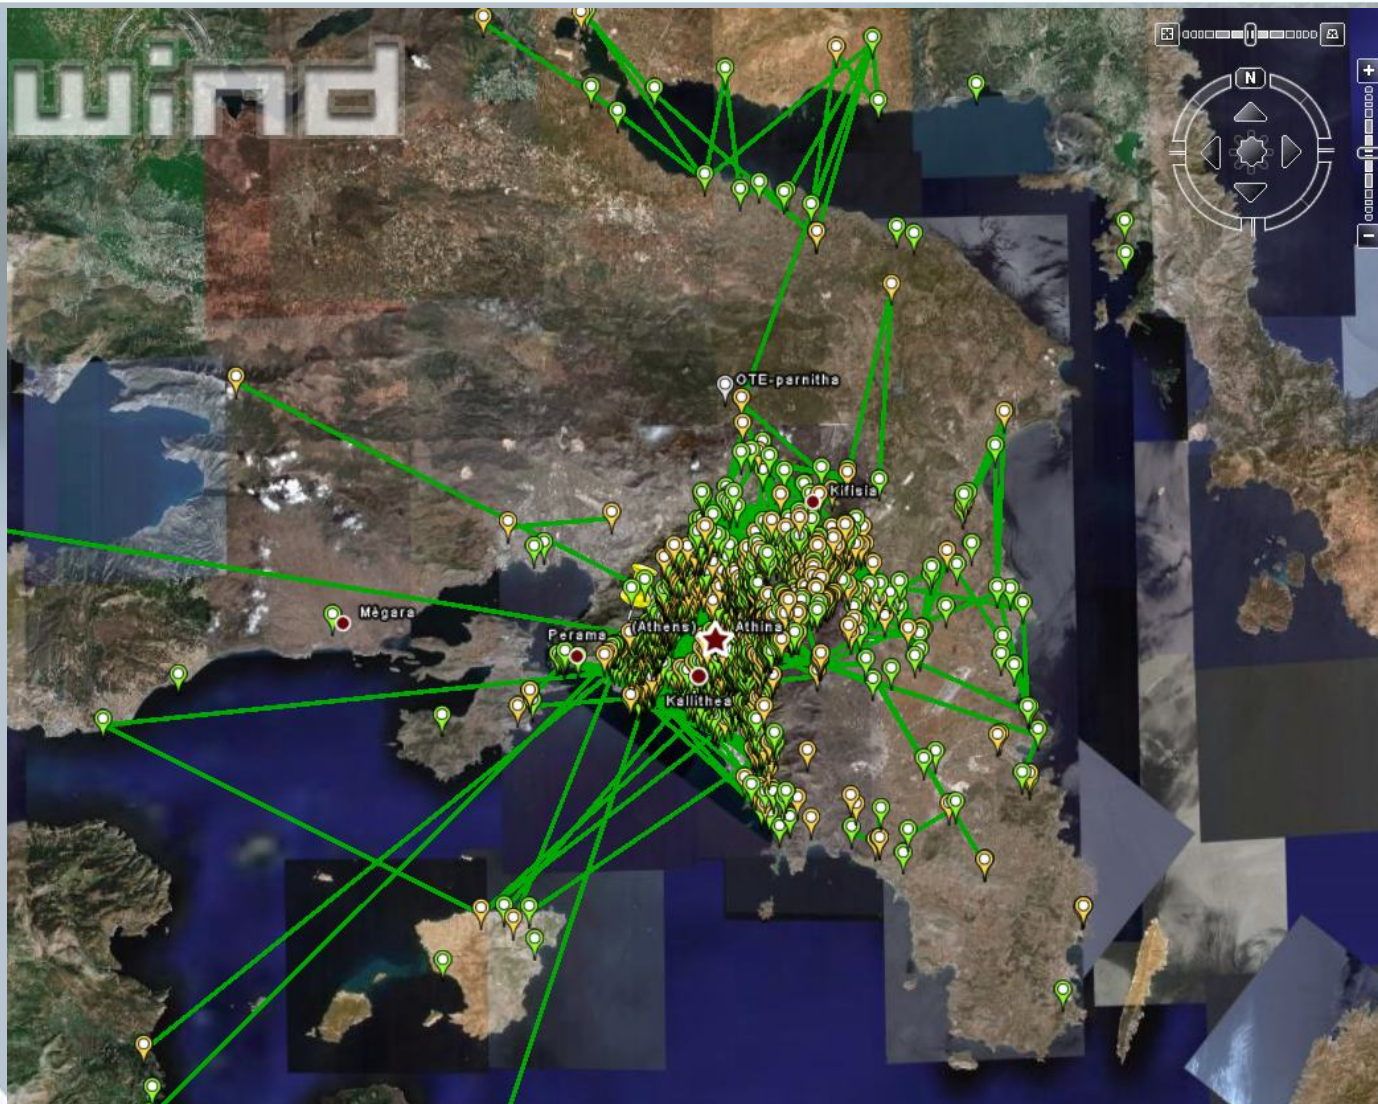 wind
N
+
−
OTE-parnitha
Kifisia
Mégara
Perama
(Athens)
Athina
Kallithea